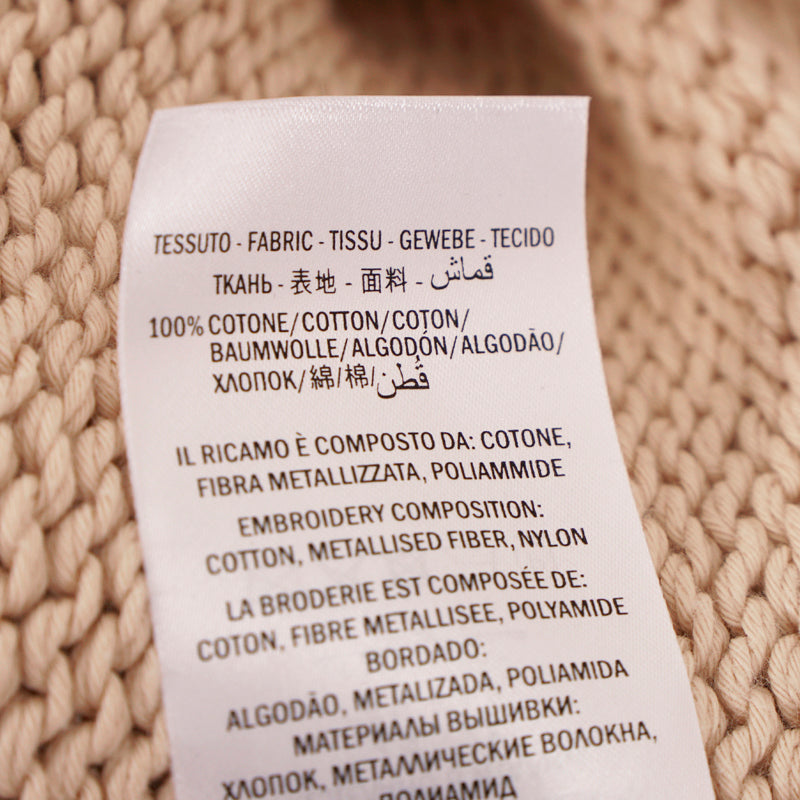 TESSUTO - FABRIC - TISSU - GEWEBE - TECIDO
ТКАНЬ - 表地 - 面料 - قماش
100% COTONE/COTTON/COTON/
BAUMWOLLE/ALGODÓN/ALGODÃO/
ХЛОПОК/綿/棉/قُطن
IL RICAMO È COMPOSTO DA: COTONE,
FIBRA METALLIZZATA, POLIAMMIDE
EMBROIDERY COMPOSITION:
COTTON, METALLISED FIBER, NYLON
LA BRODERIE EST COMPOSÉE DE:
COTON, FIBRE METALLISEE, POLYAMIDE
BORDADO:
ALGODÃO, METALIZADA, POLIAMIDA
МАТЕРИАЛЫ ВЫШИВКИ:
ХЛОПОК, МЕТАЛЛИЧЕСКИЕ ВОЛОКНА,
ПОЛИАМИД